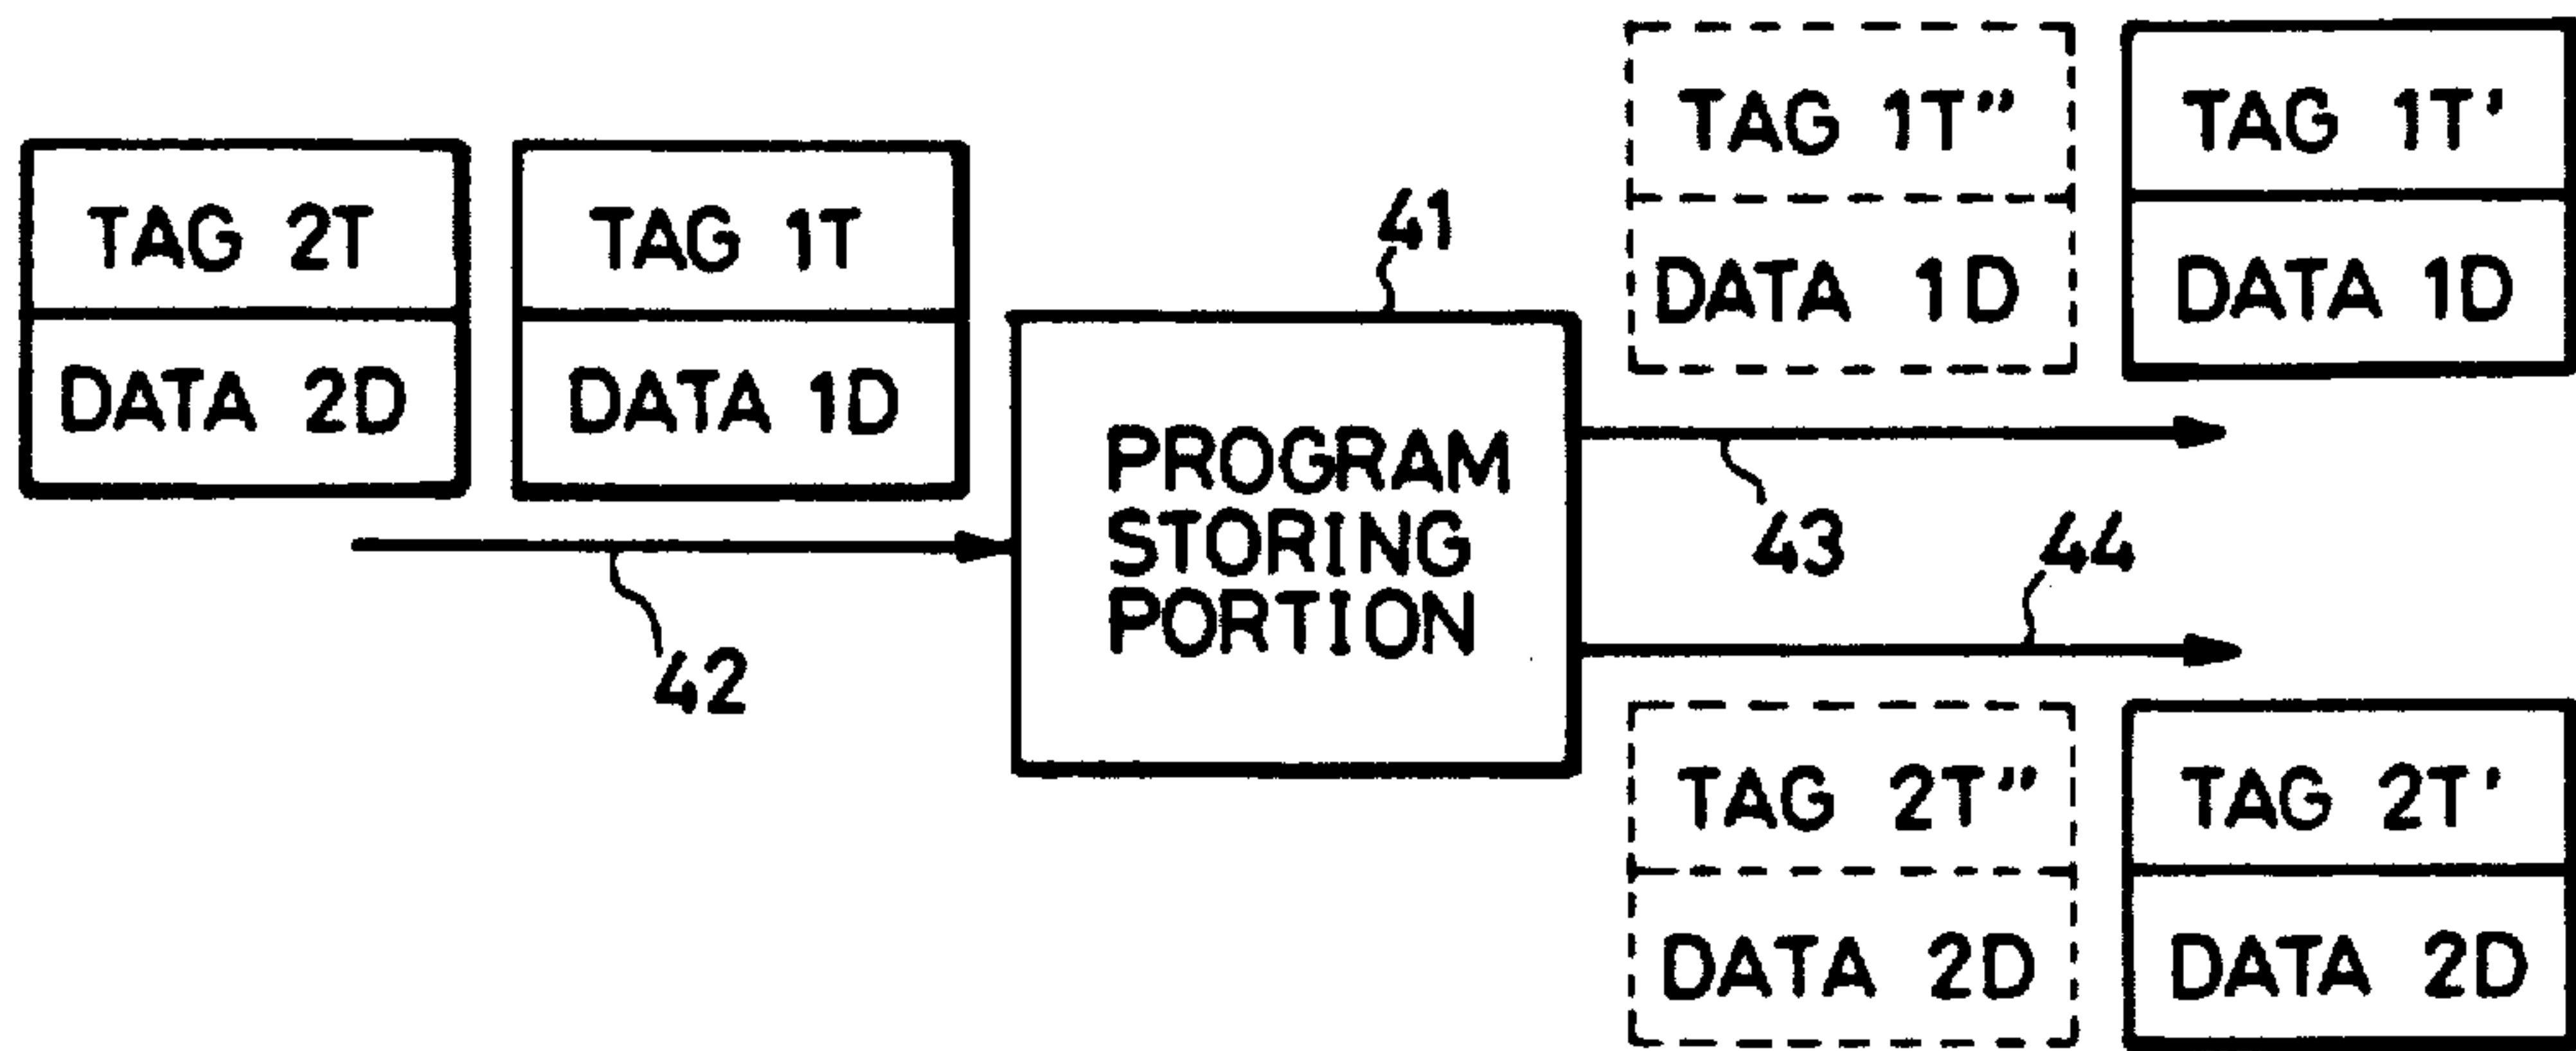 TAG 2T
DATA 2D
TAG 1T
DATA 1D
41
PROGRAM
STORING
PORTION
42
TAG 1T"
DATA 1D
TAG 1T'
DATA 1D
43
44
TAG 2T"
DATA 2D
TAG 2T'
DATA 2D